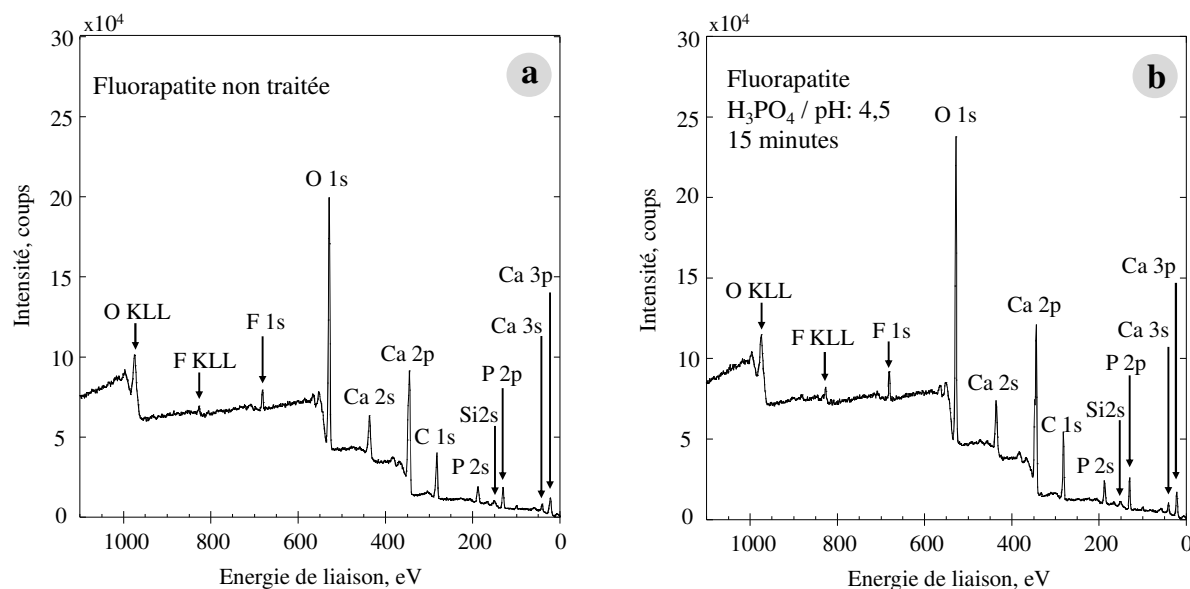 x10⁴
30
25
20
15
10
5
0
Intensité, coups
Fluorapatite non traitée
a
O KLL
F KLL
F 1s
O 1s
Ca 2s
Ca 2p
C 1s
P 2s
Si2s
P 2p
Ca 3s
Ca 3p
1000 800 600 400 200 0
Energie de liaison, eV
x10⁴
30
25
20
15
10
5
0
Intensité, coups
Fluorapatite
H₃PO₄ / pH: 4,5
15 minutes
b
O KLL
F KLL
F 1s
O 1s
Ca 2s
Ca 2p
C 1s
P 2s
Si2s
P 2p
Ca 3s
Ca 3p
1000 800 600 400 200 0
Energie de liaison, eV